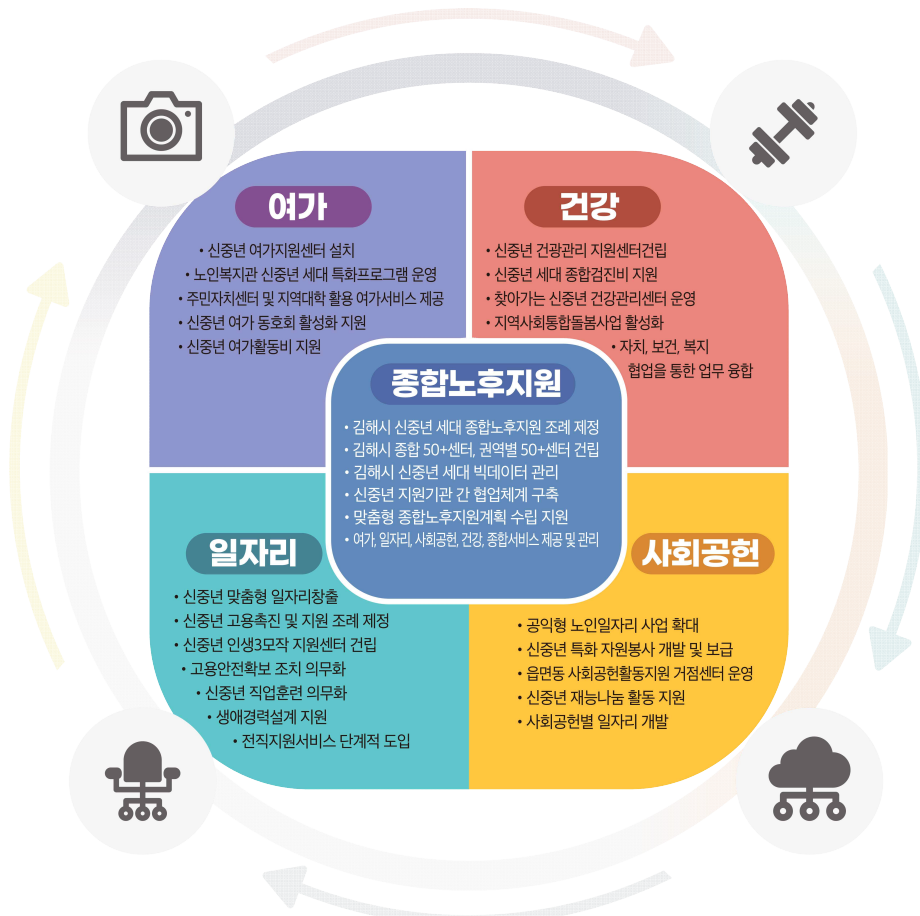 여가
• 신중년 여가지원센터 설치
• 노인복지관 신중년 세대 특화프로그램 운영
• 주민자치센터 및 지역대학 활용 여가서비스 제공
• 신중년 여가 동호회 활성화 지원
• 신중년 여가활동비 지원
건강
• 신중년 건광관리 지원센터건립
• 신중년 세대 종합검진비 지원
• 찾아가는 신중년 건강관리센터 운영
• 지역사회통합돌봄사업 활성화
• 자치, 보건, 복지
협업을 통한 업무 융합
종합노후지원
• 김해시 신중년 세대 종합노후지원 조례 제정
• 김해시 종합 50+센터, 권역별 50+센터 건립
• 김해시 신중년 세대 빅데이터 관리
• 신중년 지원기관 간 협업체계 구축
• 맞춤형 종합노후지원계획 수립 지원
• 여가, 일자리, 사회공헌, 건강, 종합서비스 제공 및 관리
일자리
• 신중년 맞춤형 일자리창출
• 신중년 고용촉진 및 지원 조례 제정
• 신중년 인생3모작 지원센터 건립
• 고용안전확보 조치 의무화
• 신중년 직업훈련 의무화
• 생애경력설계 지원
• 전직지원서비스 단계적 도입
사회공헌
• 공익형 노인일자리 사업 확대
• 신중년 특화 자원봉사 개발 및 보급
• 읍면동 사회공헌활동지원 거점센터 운영
• 신중년 재능나눔 활동 지원
• 사회공헌별 일자리 개발